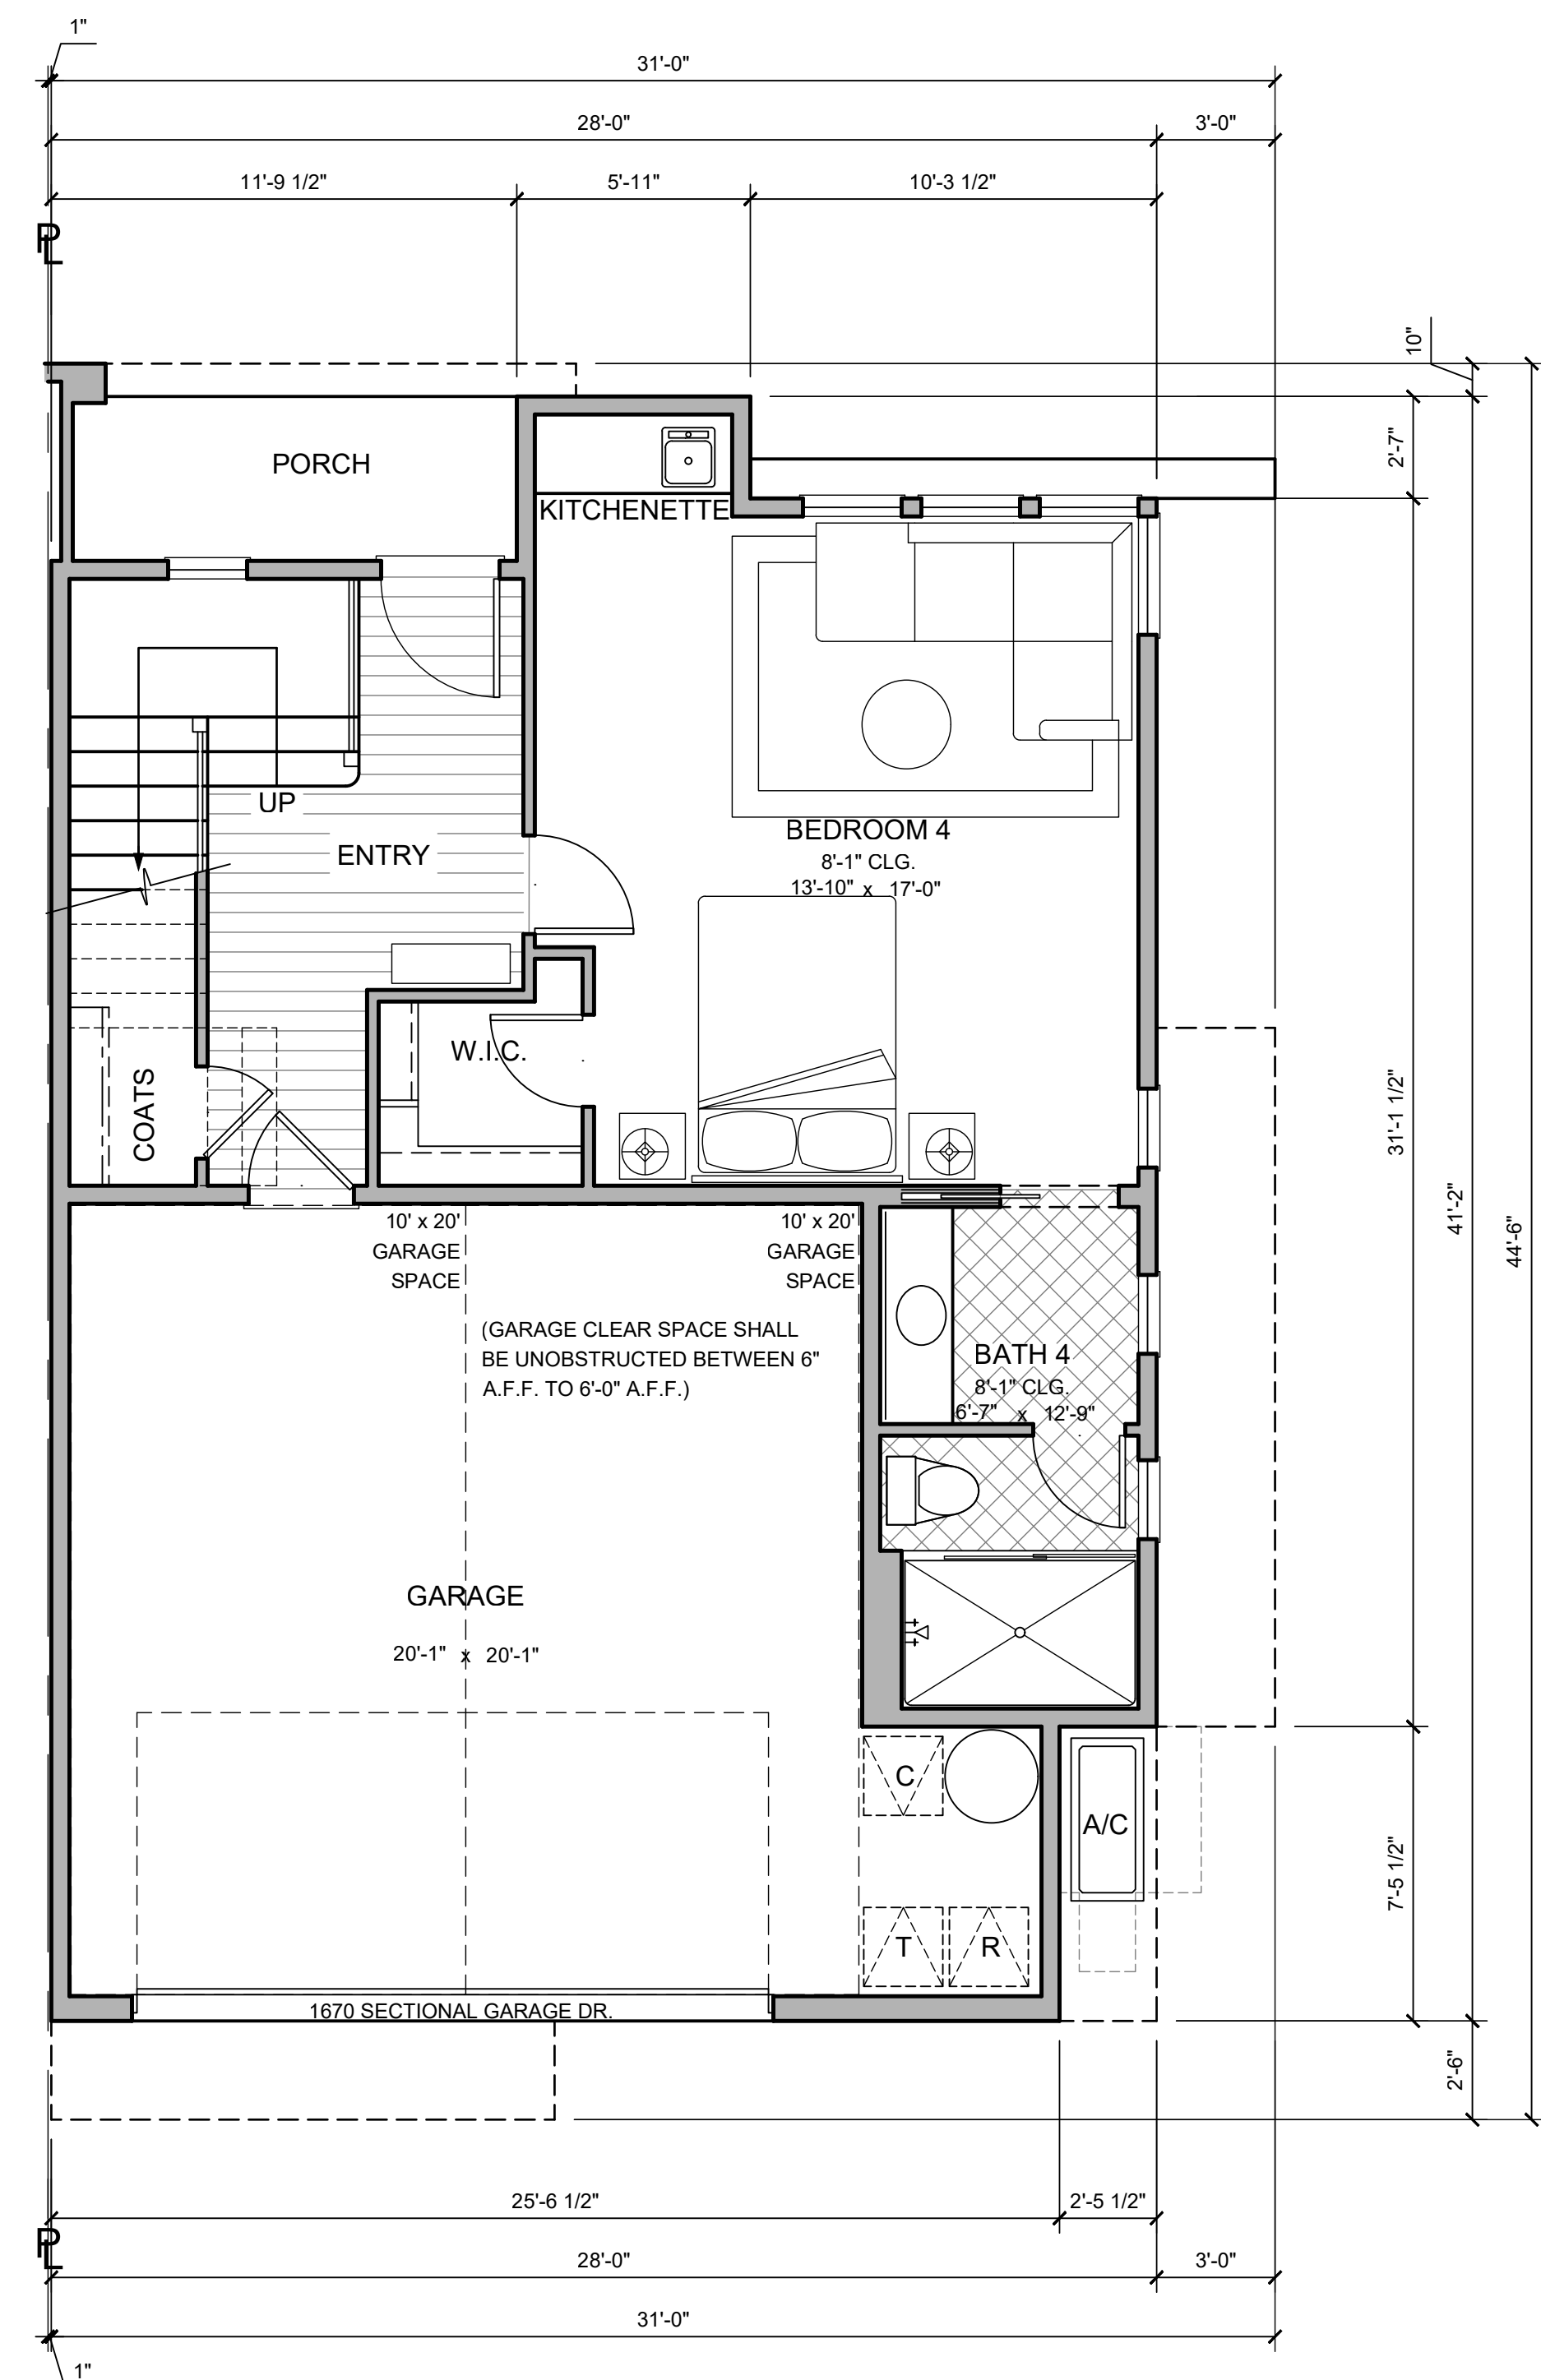 1"
31'-0"
28'-0"
3'-0"
11'-9 1/2"
5'-11"
10'-3 1/2"
PL
10"
PORCH
2'-7"
KITCHENETTE
UP
ENTRY
BEDROOM 4
8'-1" CLG.
13'-10" x 17'-0"
W.I.C.
COATS
31'-1 1/2"
41'-2"
44'-6"
10' x 20'
GARAGE
SPACE
10' x 20'
GARAGE
SPACE
(GARAGE CLEAR SPACE SHALL
BE UNOBSTRUCTED BETWEEN 6"
A.F.F. TO 6'-0" A.F.F.)
BATH 4
8'-1" CLG.
6'-7" x 12'-9"
GARAGE
20'-1" x 20'-1"
C
A/C
7'-5 1/2"
T
R
1670 SECTIONAL GARAGE DR.
2'-6"
25'-6 1/2"
2'-5 1/2"
PL
28'-0"
3'-0"
31'-0"
1"